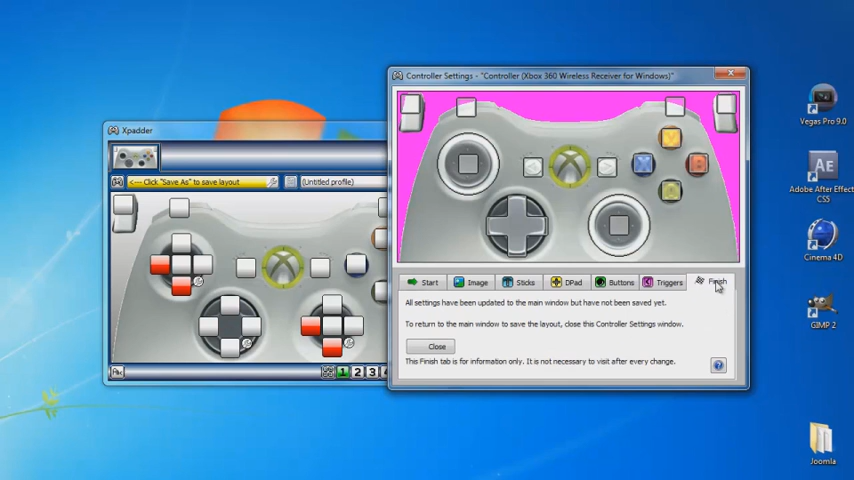 Controller Settings - "Controller (Xbox 360 Wireless Receiver for Windows)"
Xpadder
<--- Click "Save As" to save layout
(Untitled profile)
X
Y
B
Start
Image
Sticks
DPad
Buttons
Triggers
Finish
All settings have been updated to the main window but have not been saved yet.
To return to the main window to save the layout, close this Controller Settings window.
Close
This Finish tab is for information only. It is not necessary to visit after every change.
1 2 3
Vegas Pro 9.0
Adobe After Effect
CS5
Cinema 4D
GIMP 2
Joomla